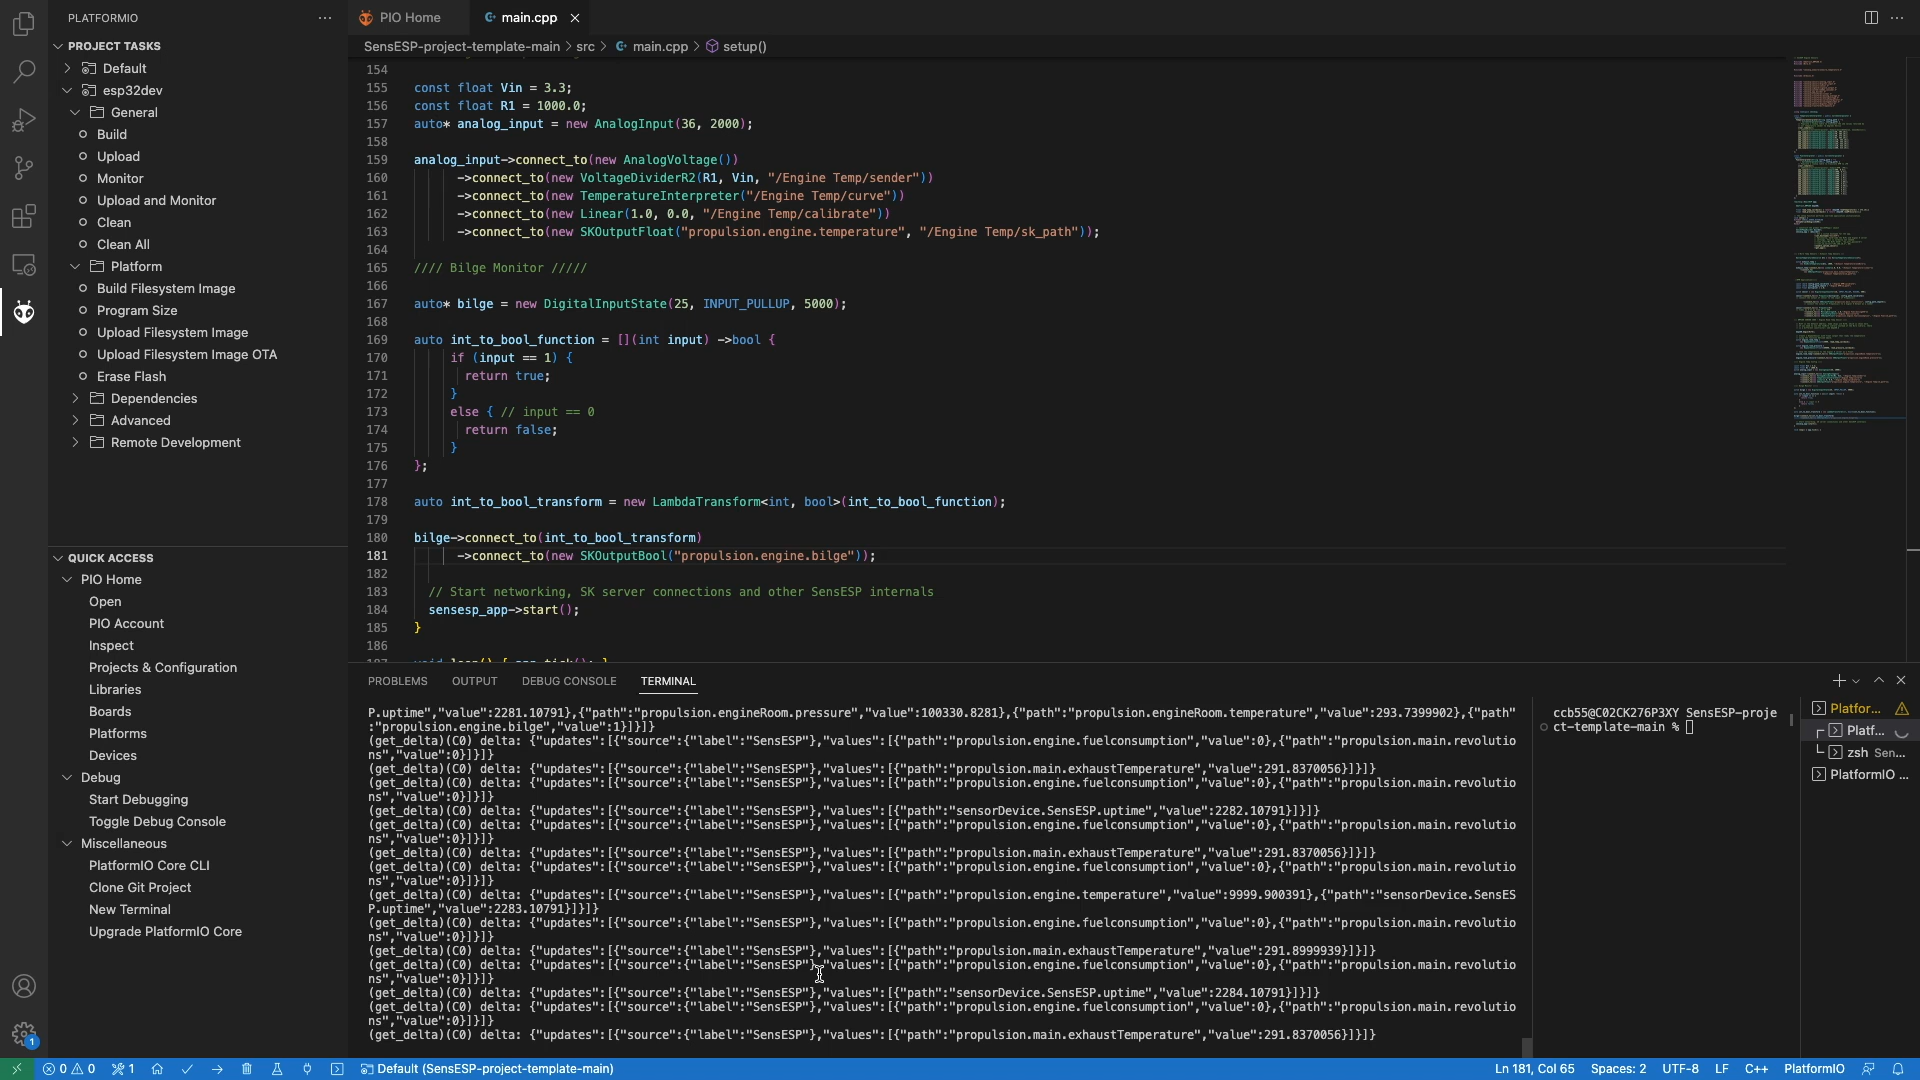 PLATFORMIO
PROJECT TASKS
Default
esp32dev
General
Build
Upload
Monitor
Upload and Monitor
Clean
Clean All
Platform
Build Filesystem Image
Program Size
Upload Filesystem Image
Upload Filesystem Image OTA
Erase Flash
Dependencies
Advanced
Remote Development
QUICK ACCESS
PIO Home
Open
PIO Account
Inspect
Projects & Configuration
Libraries
Boards
Platforms
Devices
Debug
Start Debugging
Toggle Debug Console
Miscellaneous
PlatformIO Core CLI
Clone Git Project
New Terminal
Upgrade PlatformIO Core
1
PIO Home main.cpp
SensESP-project-template-main > src > main.cpp > setup()
154
155 const float Vin = 3.3;
156 const float R1 = 1000.0;
157 auto* analog_input = new AnalogInput(36, 2000);
158
159 analog_input->connect_to(new AnalogVoltage())
160 ->connect_to(new VoltageDividerR2(R1, Vin, "/Engine Temp/sender"))
161 ->connect_to(new TemperatureInterpreter("/Engine Temp/curve"))
162 ->connect_to(new Linear(1.0, 0.0, "/Engine Temp/calibrate"))
163 ->connect_to(new SKOutputFloat("propulsion.engine.temperature", "/Engine Temp/sk_path"));
164
165 //// Bilge Monitor /////
166
167 auto* bilge = new DigitalInputState(25, INPUT_PULLUP, 5000);
168
169 auto int_to_bool_function = [](int input) ->bool {
170 if (input == 1) {
171 return true;
172 }
173 else { // input == 0
174 return false;
175 }
176 };
177
178 auto int_to_bool_transform = new LambdaTransform<int, bool>(int_to_bool_function);
179
180 bilge->connect_to(int_to_bool_transform)
181 ->connect_to(new SKOutputBool("propulsion.engine.bilge"));
182
183 // Start networking, SK server connections and other SensESP internals
184 sensesp_app->start();
185 }
186
187 void loop() { app.tick(); }
PROBLEMS OUTPUT DEBUG CONSOLE TERMINAL
P.uptime","value":2281.10791},{"path":"propulsion.engineRoom.pressure","value":100330.8281},{"path":"propulsion.engineRoom.temperature","value":293.7399902},{"path"
:"propulsion.engine.bilge","value":1}]}]}
(get_delta)(C0) delta: {"updates":[{"source":{"label":"SensESP"},"values":[{"path":"propulsion.engine.fuelconsumption","value":0},{"path":"propulsion.main.revolutio
ns","value":0}]}]}
(get_delta)(C0) delta: {"updates":[{"source":{"label":"SensESP"},"values":[{"path":"propulsion.main.exhaustTemperature","value":291.8370056}]}]}
(get_delta)(C0) delta: {"updates":[{"source":{"label":"SensESP"},"values":[{"path":"propulsion.engine.fuelconsumption","value":0},{"path":"propulsion.main.revolutio
ns","value":0}]}]}
(get_delta)(C0) delta: {"updates":[{"source":{"label":"SensESP"},"values":[{"path":"sensorDevice.SensESP.uptime","value":2282.10791}]}]}
(get_delta)(C0) delta: {"updates":[{"source":{"label":"SensESP"},"values":[{"path":"propulsion.engine.fuelconsumption","value":0},{"path":"propulsion.main.revolutio
ns","value":0}]}]}
(get_delta)(C0) delta: {"updates":[{"source":{"label":"SensESP"},"values":[{"path":"propulsion.main.exhaustTemperature","value":291.8370056}]}]}
(get_delta)(C0) delta: {"updates":[{"source":{"label":"SensESP"},"values":[{"path":"propulsion.engine.fuelconsumption","value":0},{"path":"propulsion.main.revolutio
ns","value":0}]}]}
(get_delta)(C0) delta: {"updates":[{"source":{"label":"SensESP"},"values":[{"path":"propulsion.engine.temperature","value":9999.900391},{"path":"sensorDevice.SensES
P.uptime","value":2283.10791}]}]}
(get_delta)(C0) delta: {"updates":[{"source":{"label":"SensESP"},"values":[{"path":"propulsion.engine.fuelconsumption","value":0},{"path":"propulsion.main.revolutio
ns","value":0}]}]}
(get_delta)(C0) delta: {"updates":[{"source":{"label":"SensESP"},"values":[{"path":"propulsion.main.exhaustTemperature","value":291.8999939}]}]}
(get_delta)(C0) delta: {"updates":[{"source":{"label":"SensESP"},"values":[{"path":"propulsion.engine.fuelconsumption","value":0},{"path":"propulsion.main.revolutio
ns","value":0}]}]}
(get_delta)(C0) delta: {"updates":[{"source":{"label":"SensESP"},"values":[{"path":"sensorDevice.SensESP.uptime","value":2284.10791}]}]}
(get_delta)(C0) delta: {"updates":[{"source":{"label":"SensESP"},"values":[{"path":"propulsion.engine.fuelconsumption","value":0},{"path":"propulsion.main.revolutio
ns","value":0}]}]}
(get_delta)(C0) delta: {"updates":[{"source":{"label":"SensESP"},"values":[{"path":"propulsion.main.exhaustTemperature","value":291.8370056}]}]}
ccb55@C02CK276P3XY SensESP-proje
ct-template-main %
Platfor...
Platf...
zsh Sen...
PlatformIO ...
0 0 1 Default (SensESP-project-template-main) Ln 181, Col 65 Spaces: 2 UTF-8 LF C++ PlatformIO